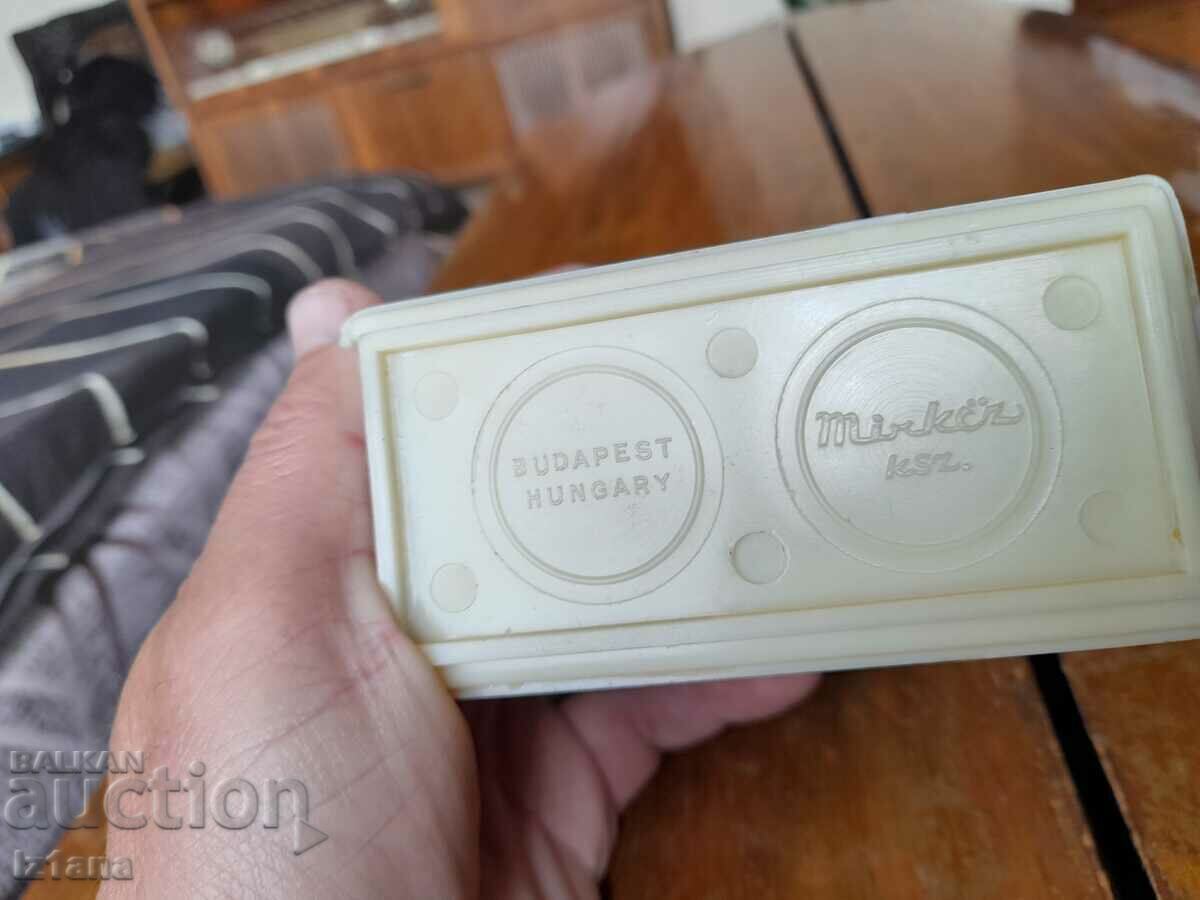 BUDAPEST
HUNGARY
Mirköz
ksz.
BALKAN
auction
iz1ana